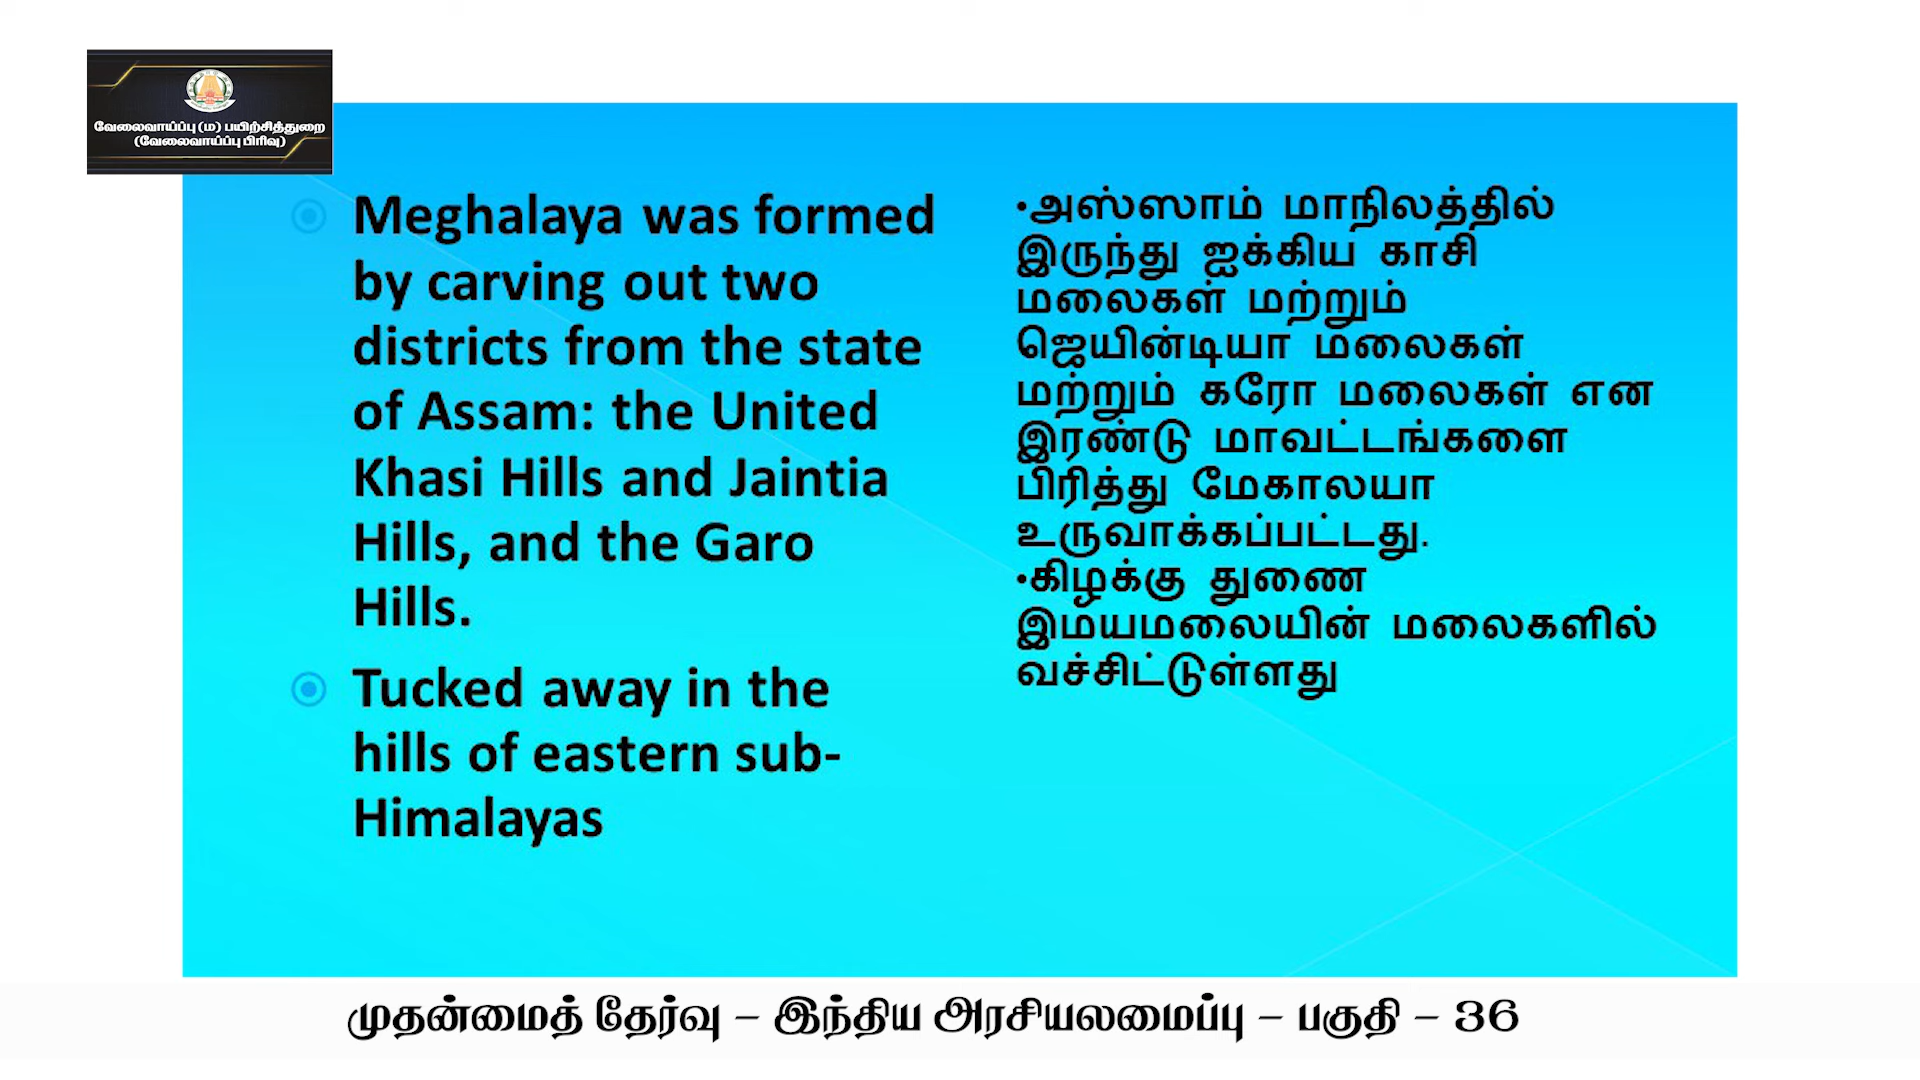 வேலைவாய்ப்பு (ம) பயிற்சித்துறை
(வேலைவாய்ப்பு பிரிவு)
Meghalaya was formed
by carving out two
districts from the state
of Assam: the United
Khasi Hills and Jaintia
Hills, and the Garo
Hills.
Tucked away in the
hills of eastern sub-
Himalayas
•அஸ்ஸாம் மாநிலத்தில்
இருந்து ஐக்கிய காசி
மலைகள் மற்றும்
ஜெயின்டியா மலைகள்
மற்றும் கரோ மலைகள் என
இரண்டு மாவட்டங்களை
பிரித்து மேகாலயா
உருவாக்கப்பட்டது.
•கிழக்கு துணை
இமயமலையின் மலைகளில்
வச்சிட்டுள்ளது
முதன்மைத் தேர்வு – இந்திய அரசியலமைப்பு – பகுதி – 36